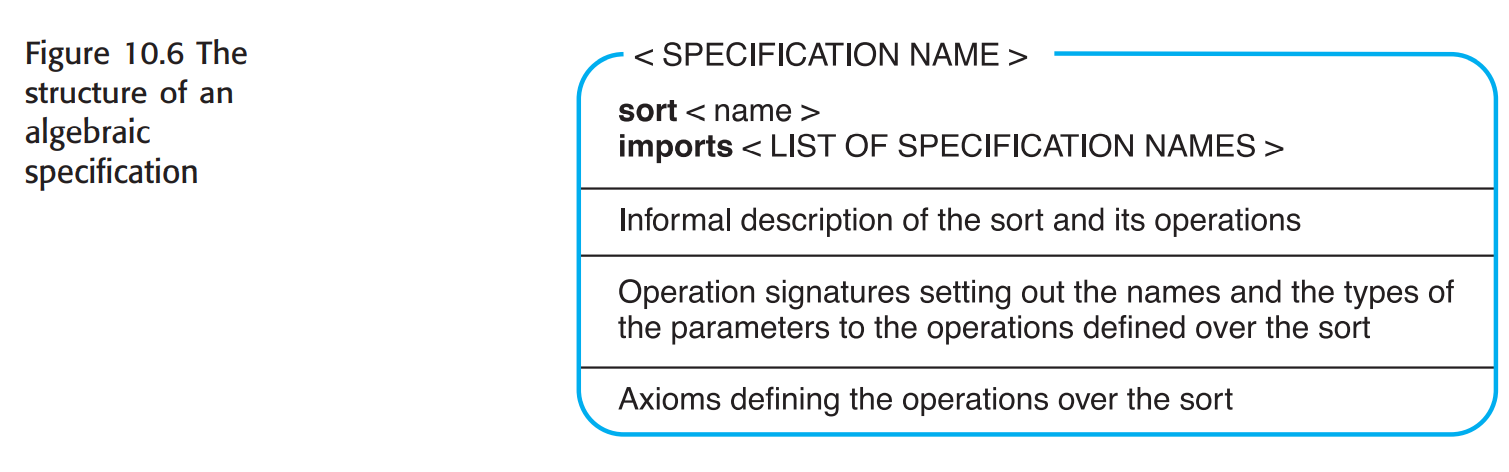 Figure 10.6 The
structure of an
algebraic
specification
< SPECIFICATION NAME >
sort < name >
imports < LIST OF SPECIFICATION NAMES >
Informal description of the sort and its operations
Operation signatures setting out the names and the types of
the parameters to the operations defined over the sort
Axioms defining the operations over the sort